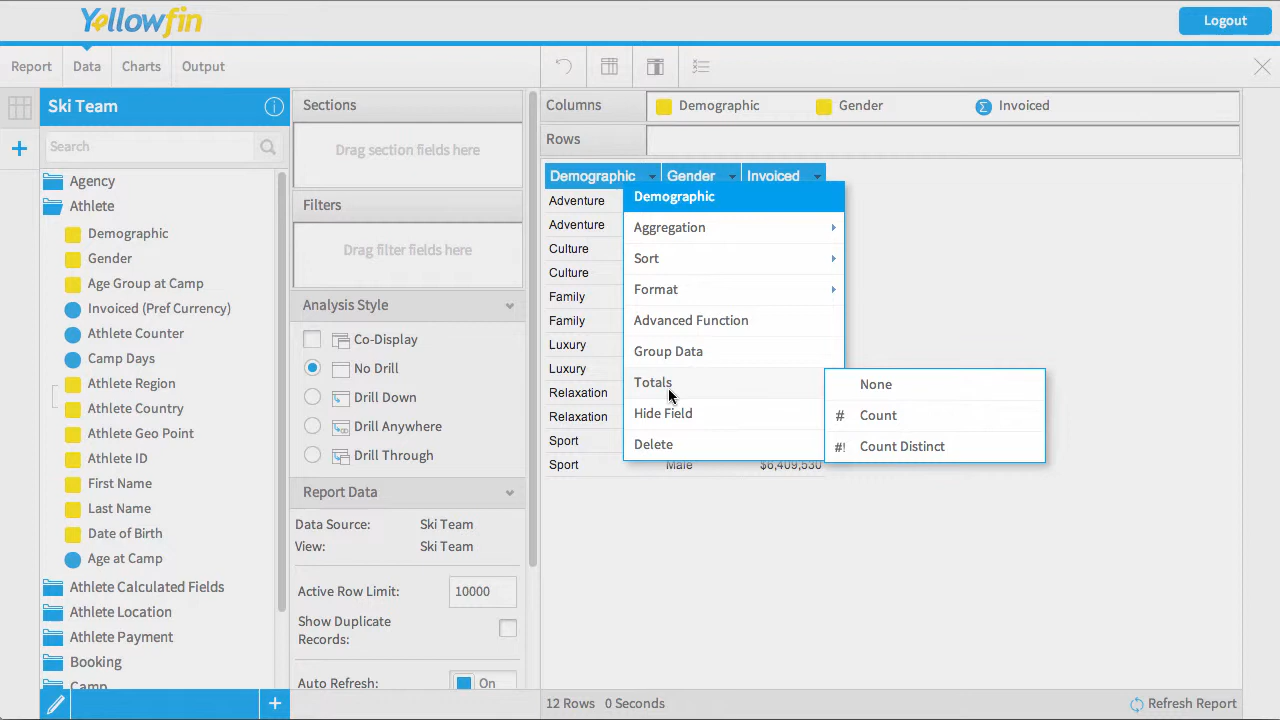 Yellowfin
Logout
Report Data Charts Output
Ski Team
Search
Agency
Athlete
Demographic
Gender
Age Group at Camp
Invoiced (Pref Currency)
Athlete Counter
Camp Days
Athlete Region
Athlete Country
Athlete Geo Point
Athlete ID
First Name
Last Name
Date of Birth
Age at Camp
Athlete Calculated Fields
Athlete Location
Athlete Payment
Booking
Camp
Sections
Drag section fields here
Filters
Drag filter fields here
Analysis Style
Co-Display
No Drill
Drill Down
Drill Anywhere
Drill Through
Report Data
Data Source: Ski Team
View: Ski Team
Active Row Limit: 10000
Show Duplicate
Records:
Auto Refresh: On
Columns Demographic Gender Σ Invoiced
Rows
Demographic Gender Invoiced
Adventure
Adventure
Culture
Culture
Family
Family
Luxury
Luxury
Relaxation
Relaxation
Sport
Sport Male $6,409,530
Demographic
Aggregation
Sort
Format
Advanced Function
Group Data
Totals
Hide Field
Delete
None
# Count
#! Count Distinct
12 Rows 0 Seconds
Refresh Report